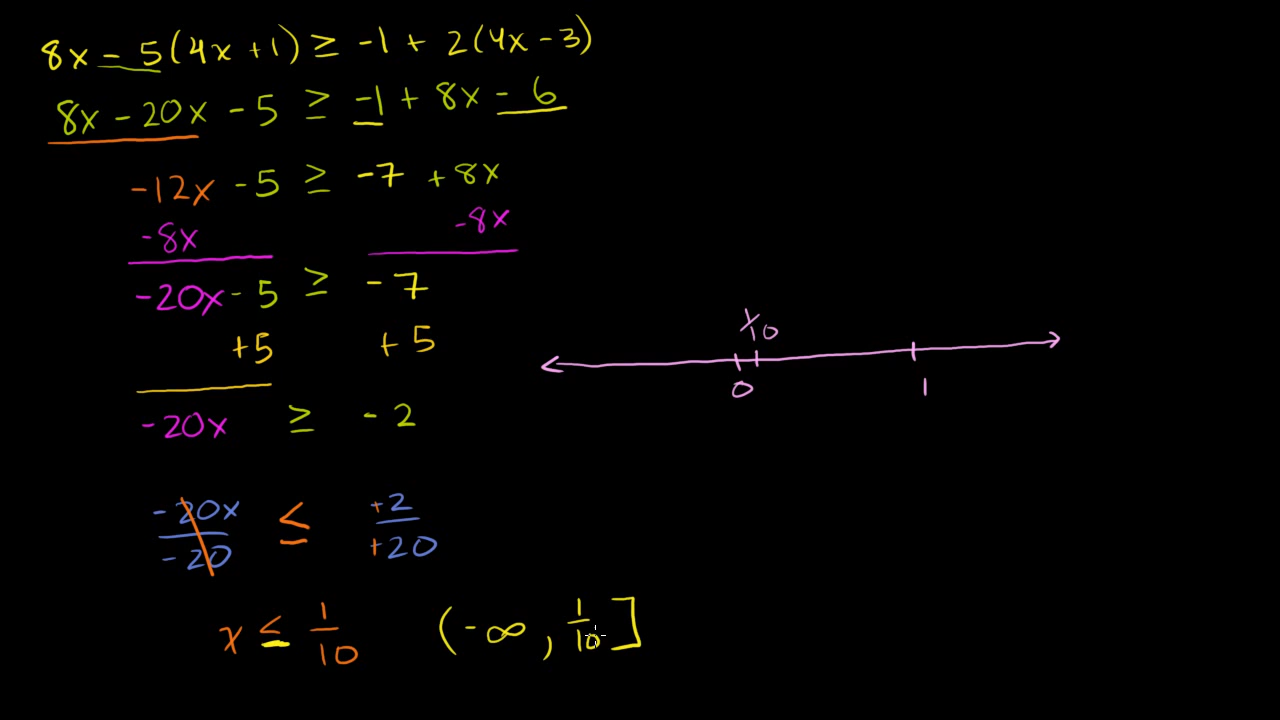 8x - 5(4x + 1) ≥ -1 + 2(4x - 3)
8x - 20x - 5 ≥ -1 + 8x - 6
-12x - 5 ≥ -7 + 8x
-8x -8x
-20x - 5 ≥ -7
+5 +5
-20x ≥ -2
-20x/-20 ≤ +2/+20
x ≤ 1/10 (-∞, 1/10]
1/10
0 1